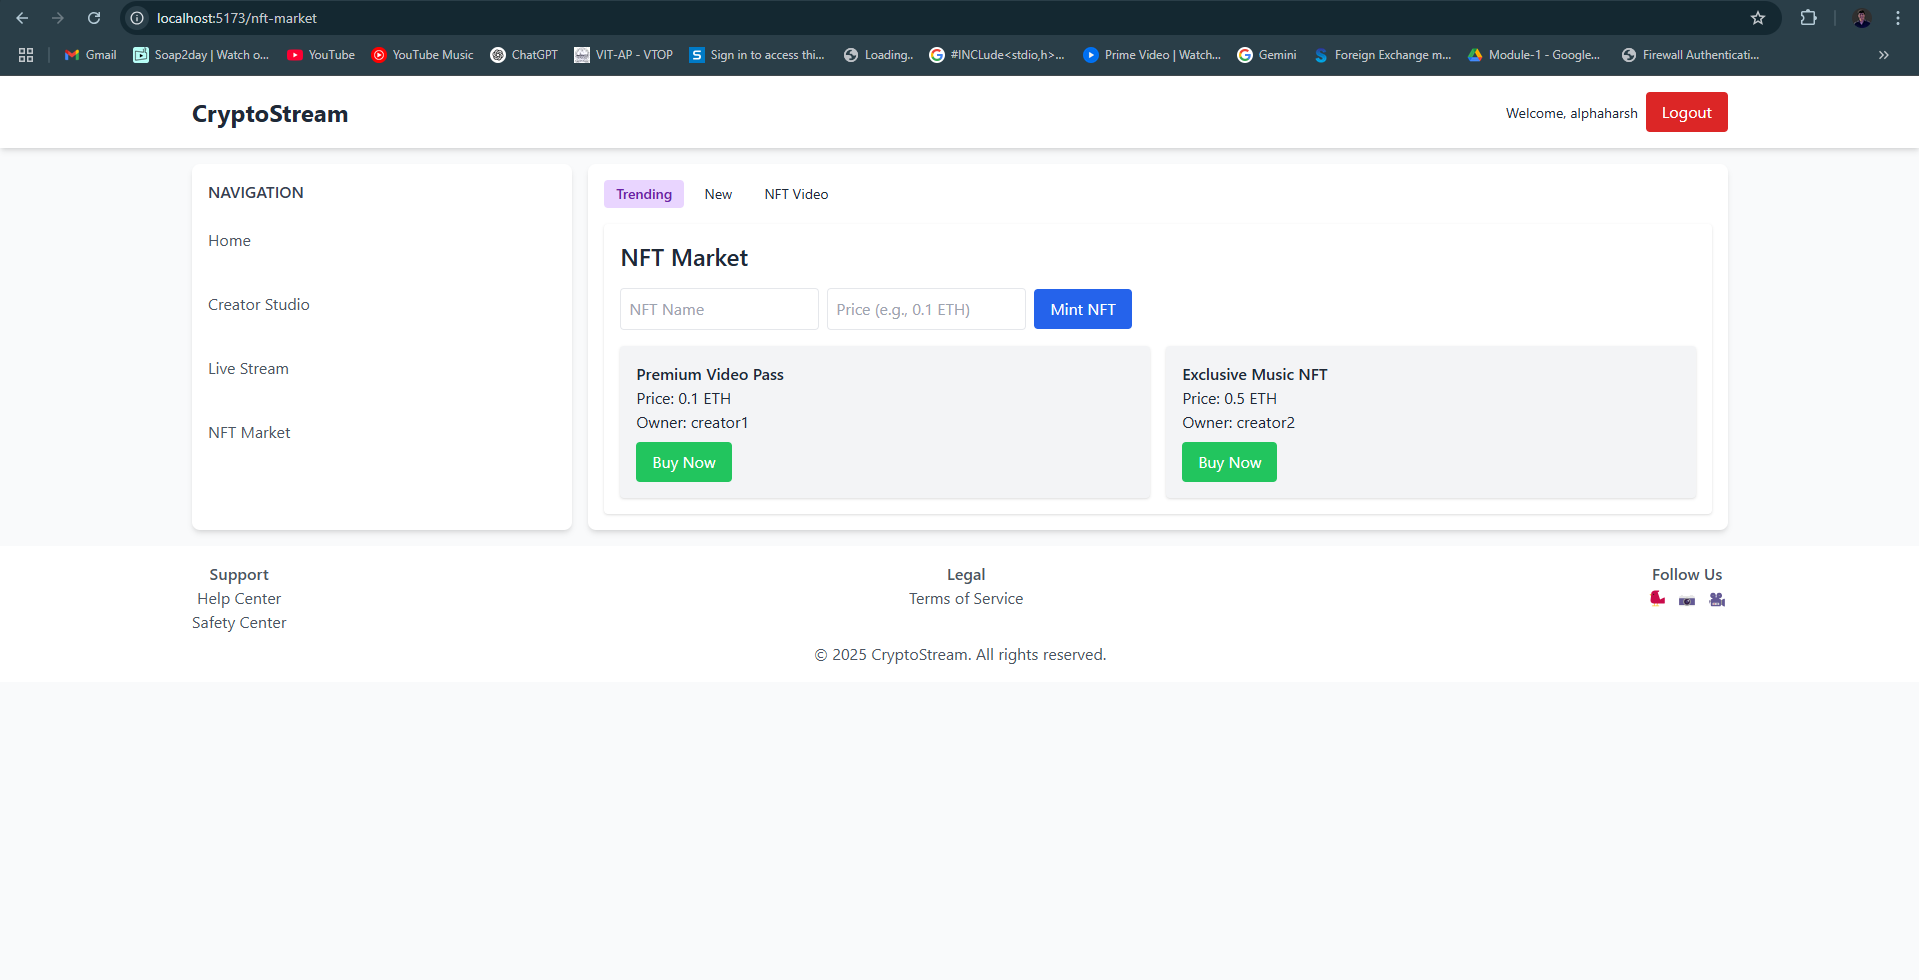 localhost:5173/nft-market
Gmail
Soap2day | Watch o...
YouTube
YouTube Music
ChatGPT
VIT-AP - VTOP
Sign in to access thi...
Loading..
#INCLude<stdio,h>...
Prime Video | Watch...
Gemini
Foreign Exchange m...
Module-1 - Google...
Firewall Authenticati...
CryptoStream
Welcome, alphaharsh
Logout
NAVIGATION
Home
Creator Studio
Live Stream
NFT Market
Trending
New
NFT Video
NFT Market
NFT Name
Price (e.g., 0.1 ETH)
Mint NFT
Premium Video Pass
Price: 0.1 ETH
Owner: creator1
Buy Now
Exclusive Music NFT
Price: 0.5 ETH
Owner: creator2
Buy Now
Support
Help Center
Safety Center
Legal
Terms of Service
Follow Us
© 2025 CryptoStream. All rights reserved.